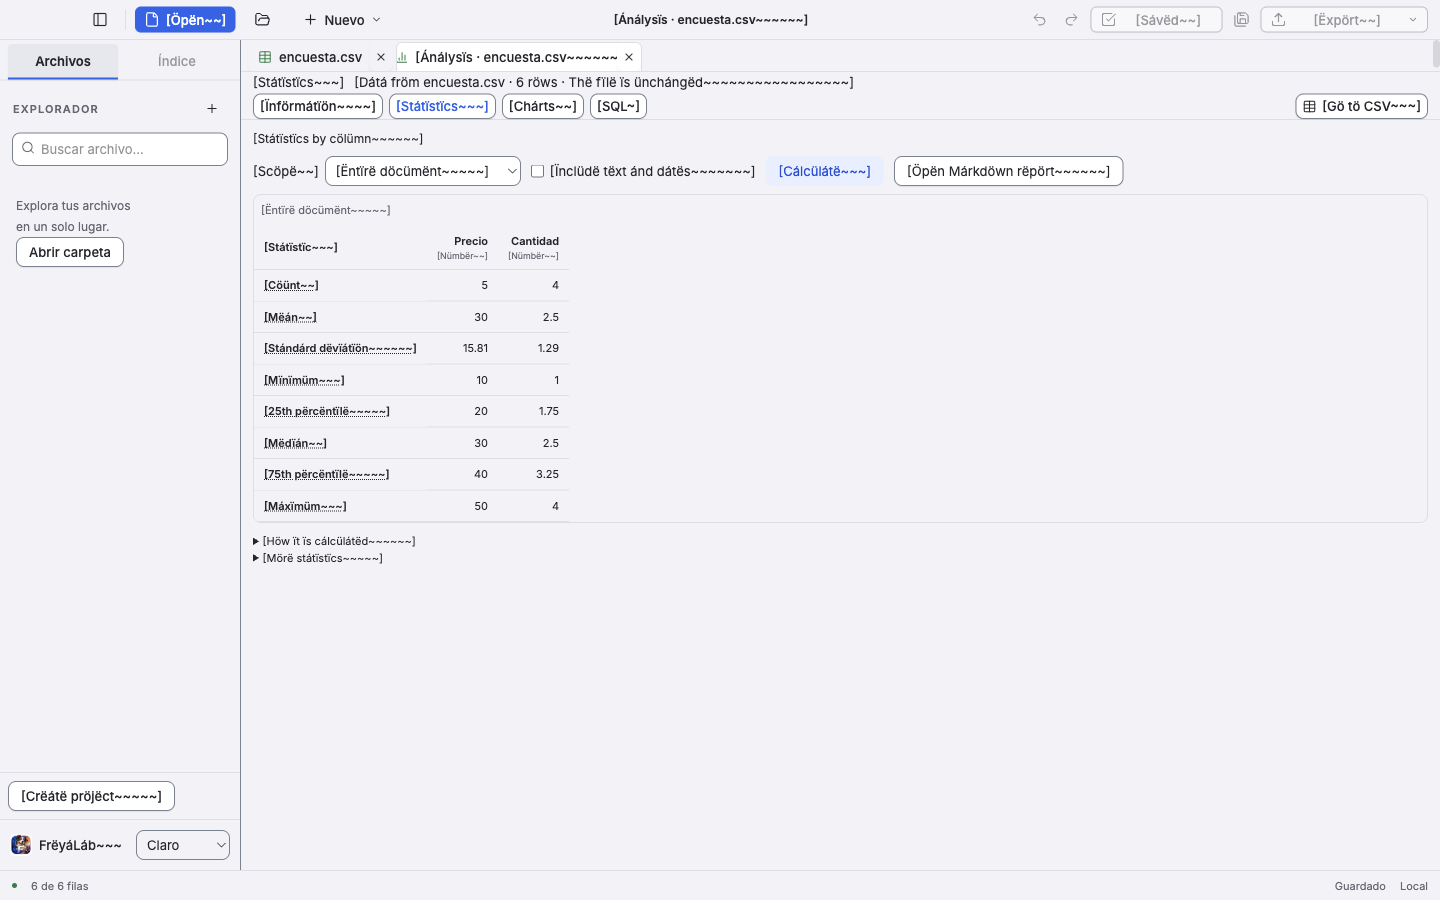 [Öpën~~]
Nuevo
[Ánálysïs · encuesta.csv~~~~~~]
[Sávëd~~]
[Ëxpört~~]
Archivos
Índice
encuesta.csv
[Ánálysïs · encuesta.csv~~~~~~
[Státïstïcs~~~] [Dátá fröm encuesta.csv · 6 röws · Thë fïlë ïs ünchángëd~~~~~~~~~~~~~~~~~]
[Ïnförmátïön~~~~]
[Státïstïcs~~~]
[Chárts~~]
[SQL~]
[Gö tö CSV~~~]
EXPLORADOR
Buscar archivo...
Explora tus archivos
en un solo lugar.
Abrir carpeta
[Státïstïcs by cölümn~~~~~~]
[Scöpë~~]
[Ëntïrë döcümënt~~~~~]
[Ïnclüdë tëxt ánd dátës~~~~~~~]
[Cálcülátë~~~]
[Öpën Márkdöwn rëpört~~~~~~]
[Ëntïrë döcümënt~~~~~]
[Státïstïc~~~] Precio Cantidad
[Nümbër~~] [Nümbër~~]
[Cöünt~~] 5 4
[Mëán~~] 30 2.5
[Stándárd dëvïátïön~~~~~~] 15.81 1.29
[Mïnïmüm~~~] 10 1
[25th përcëntïlë~~~~~] 20 1.75
[Mëdïán~~] 30 2.5
[75th përcëntïlë~~~~~] 40 3.25
[Máxïmüm~~~] 50 4
[Höw ït ïs cálcülátëd~~~~~~]
[Mörë státïstïcs~~~~~]
[Crëátë pröjëct~~~~~]
FrëyáLáb~~~
Claro
6 de 6 filas
Guardado
Local